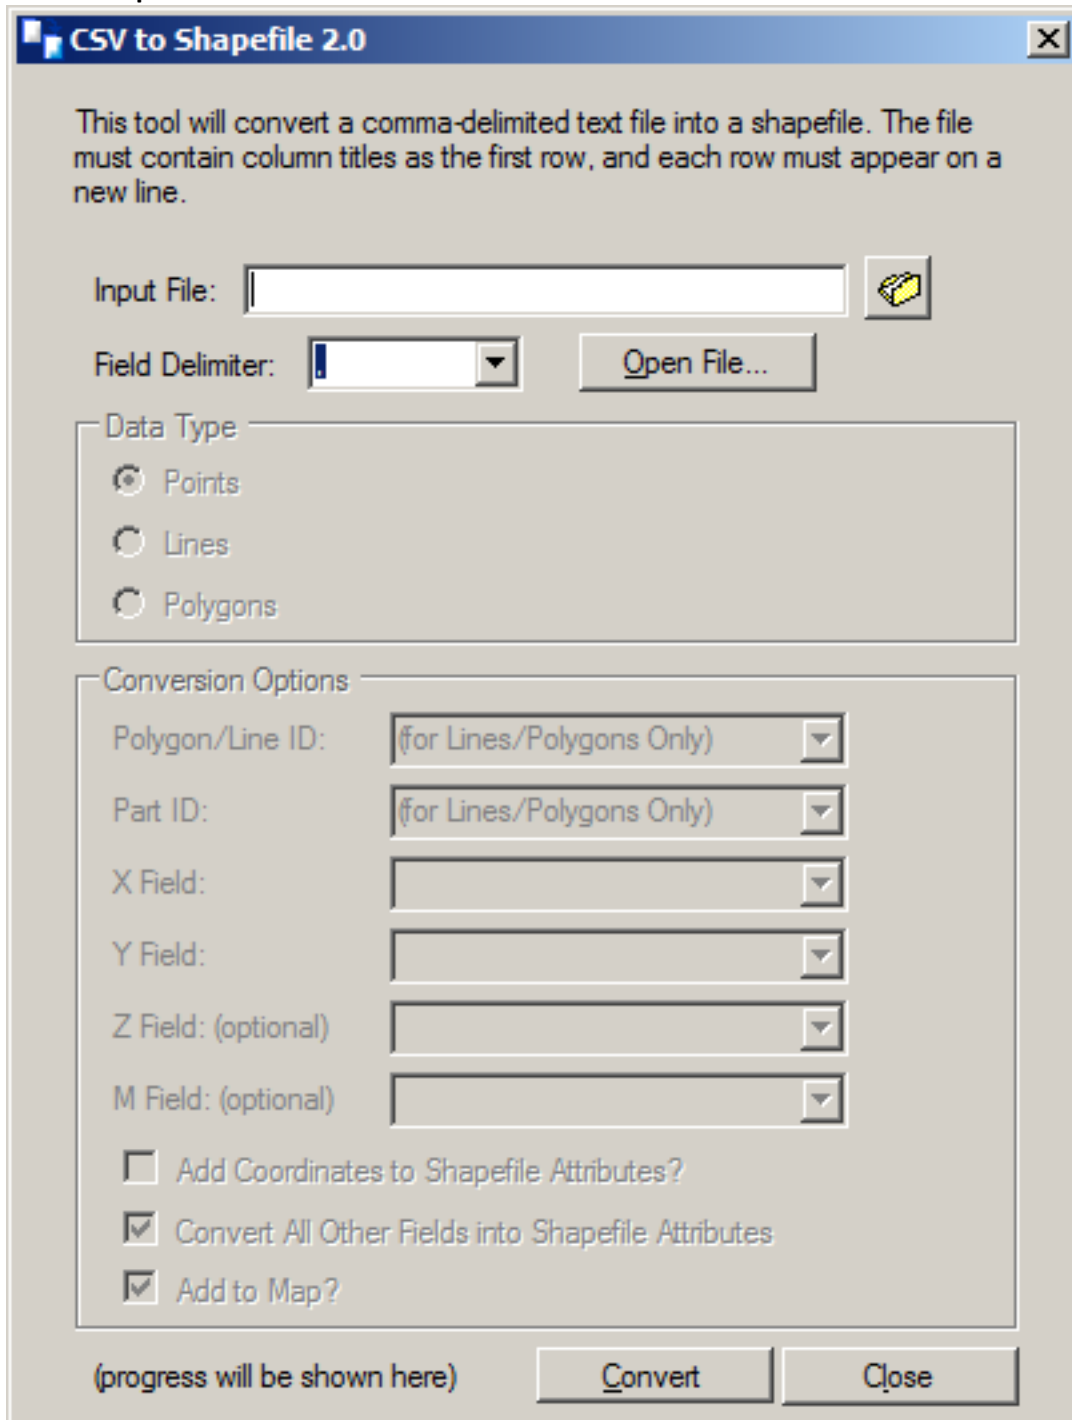 CSV to Shapefile 2.0
This tool will convert a comma-delimited text file into a shapefile. The file
must contain column titles as the first row, and each row must appear on a
new line.
Input File:
Field Delimiter: , Open File...
Data Type
Points
Lines
Polygons
Conversion Options
Polygon/Line ID: (for Lines/Polygons Only)
Part ID: (for Lines/Polygons Only)
X Field:
Y Field:
Z Field: (optional)
M Field: (optional)
Add Coordinates to Shapefile Attributes?
Convert All Other Fields into Shapefile Attributes
Add to Map?
(progress will be shown here) Convert Close